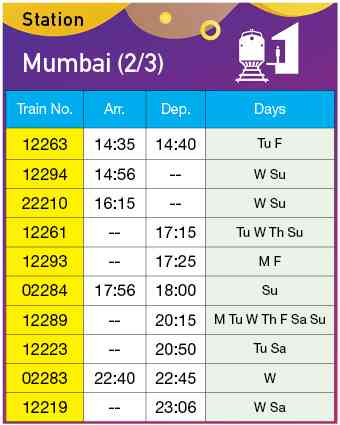 Station
Mumbai (2/3)
Train No. Arr. Dep. Days
12263 14:35 14:40 Tu F
12294 14:56 -- W Su
22210 16:15 -- W Su
12261 -- 17:15 Tu W Th Su
12293 -- 17:25 M F
02284 17:56 18:00 Su
12289 -- 20:15 M Tu W Th F Sa Su
12223 -- 20:50 Tu Sa
02283 22:40 22:45 W
12219 -- 23:06 W Sa